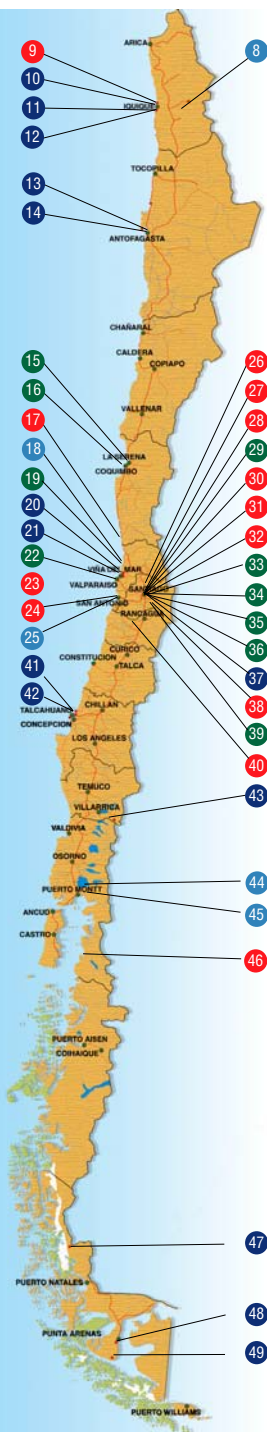 9
8
ARICA
10
11
IQUIQUE
12
TOCOPILLA
13
14
ANTOFAGASTA
CHAÑARAL
CALDERA
COPIAPO
15
26
16
27
VALLENAR
17
28
18
LA SERENA
29
COQUIMBO
19
30
20
31
21
32
22
VIÑA DEL MAR
33
23
VALPARAISO
34
24
SAN ANTONIO
35
25
RANCAGUA
36
41
CURICO
37
CONSTITUCION
TALCA
42
38
TALCAHUANO
CHILLAN
39
CONCEPCION
LOS ANGELES
40
TEMUCO
43
VILLARRICA
VALDIVIA
OSORNO
44
PUERTO MONTT
45
ANCUD
CASTRO
46
PUERTO AISEN
COIHAIQUE
47
PUERTO NATALES
48
PUNTA ARENAS
49
PUERTO WILLIAMS